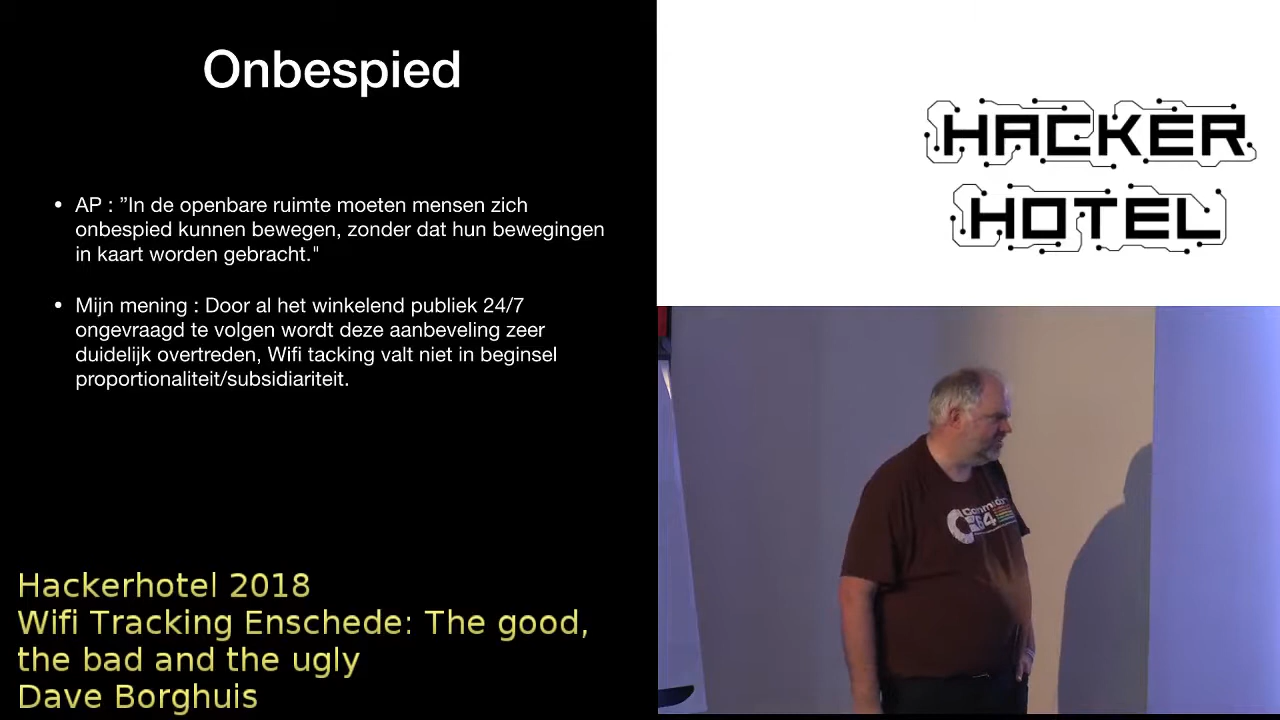 Onbespied
• AP : ”In de openbare ruimte moeten mensen zich
onbespied kunnen bewegen, zonder dat hun bewegingen
in kaart worden gebracht."
• Mijn mening : Door al het winkelend publiek 24/7
ongevraagd te volgen wordt deze aanbeveling zeer
duidelijk overtreden, Wifi tacking valt niet in beginsel
proportionaliteit/subsidiariteit.
HACKER
HOTEL
Commodore
C64
Hackerhotel 2018
Wifi Tracking Enschede: The good,
the bad and the ugly
Dave Borghuis